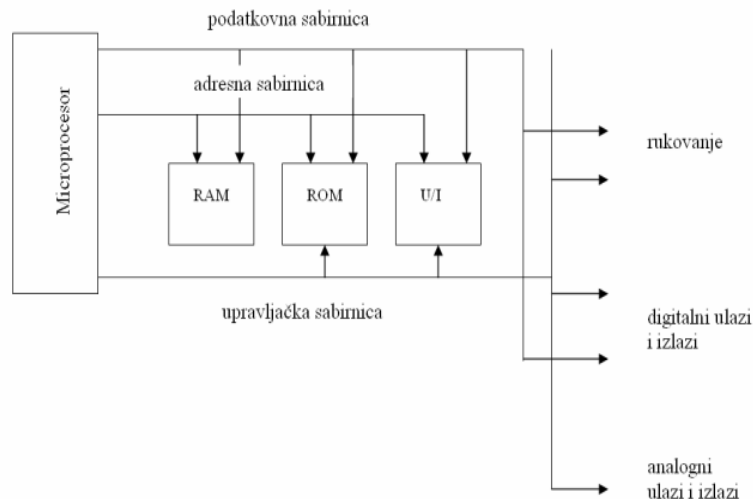 podatkovna sabirnica
adresna sabirnica
Microprocesor
rukovanje
RAM
ROM
U/I
upravljačka sabirnica
digitalni ulazi
i izlazi
analogni
ulazi i izlazi